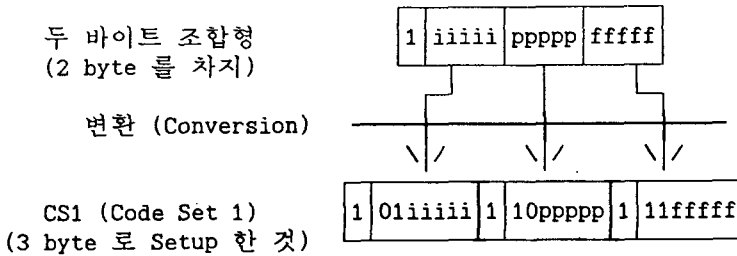 두 바이트 조합형
(2 byte 를 차지)
1 iiiii ppppp fffff
변환 (Conversion)
CS1 (Code Set 1)
(3 byte 로 Setup 한 것)
1 01iiiii 1 10ppppp 1 11fffff